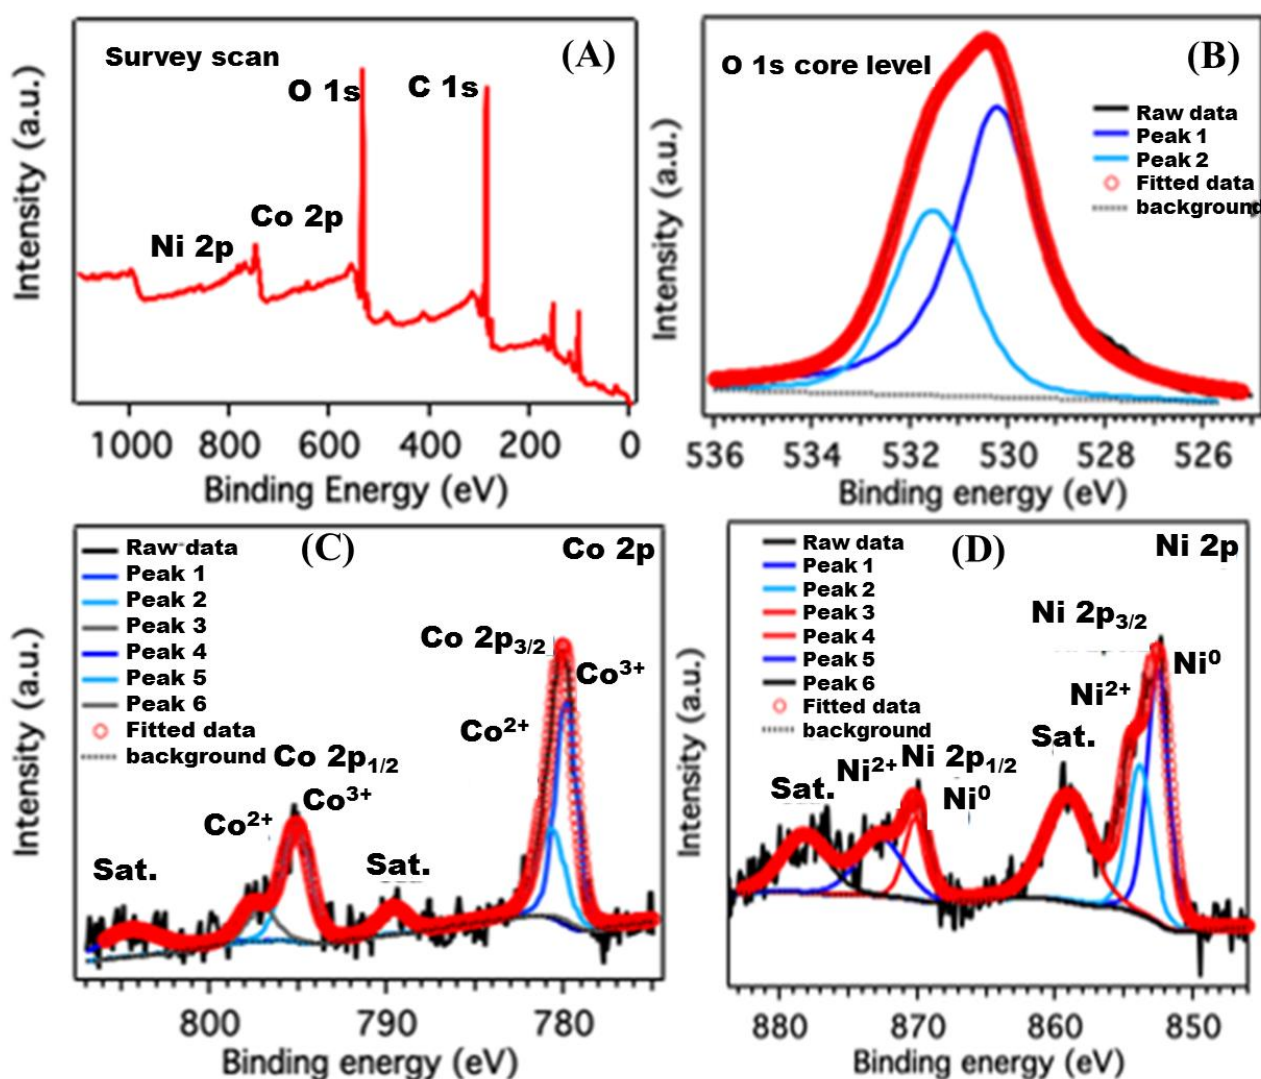 Survey scan
(A)
O 1s
C 1s
Co 2p
Ni 2p
Intensity (a.u.)
1000 800 600 400 200 0
Binding Energy (eV)
(B)
O 1s core level
Raw data
Peak 1
Peak 2
Fitted data
background
Intensity (a.u.)
536 534 532 530 528 526
Binding energy (eV)
(C)
Co 2p
Raw data
Peak 1
Peak 2
Peak 3
Peak 4
Peak 5
Peak 6
Fitted data
background
Co 2p3/2
Co³⁺
Co²⁺
Co 2p1/2
Co³⁺
Co²⁺
Sat.
Sat.
Intensity (a.u.)
800 790 780
Binding energy (eV)
(D)
Ni 2p
Raw data
Peak 1
Peak 2
Peak 3
Peak 4
Peak 5
Peak 6
Fitted data
background
Ni 2p3/2
Ni⁰
Ni²⁺
Sat.
Ni 2p1/2
Ni²⁺
Ni⁰
Sat.
Intensity (a.u.)
880 870 860 850
Binding energy (eV)